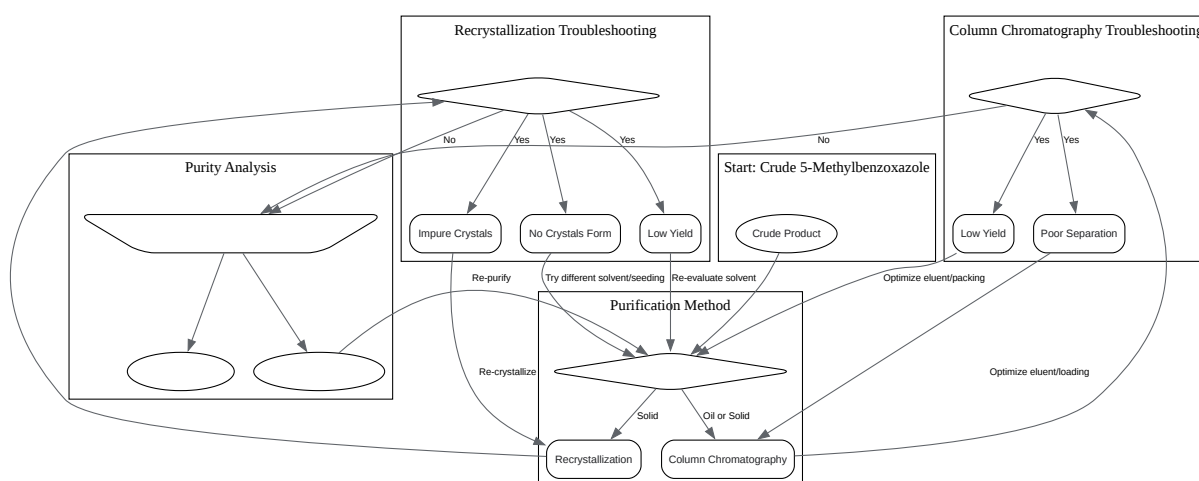 Recrystallization Troubleshooting
Column Chromatography Troubleshooting
No
Yes
Yes
Yes
No
Yes
Yes
Purity Analysis
Start: Crude 5-Methylbenzoxazole
Impure Crystals
No Crystals Form
Low Yield
Crude Product
Low Yield
Poor Separation
Re-purify
Try different solvent/seeding
Re-evaluate solvent
Optimize eluent/packing
Purification Method
Re-crystallize
Optimize eluent/loading
Solid
Oil or Solid
Recrystallization
Column Chromatography